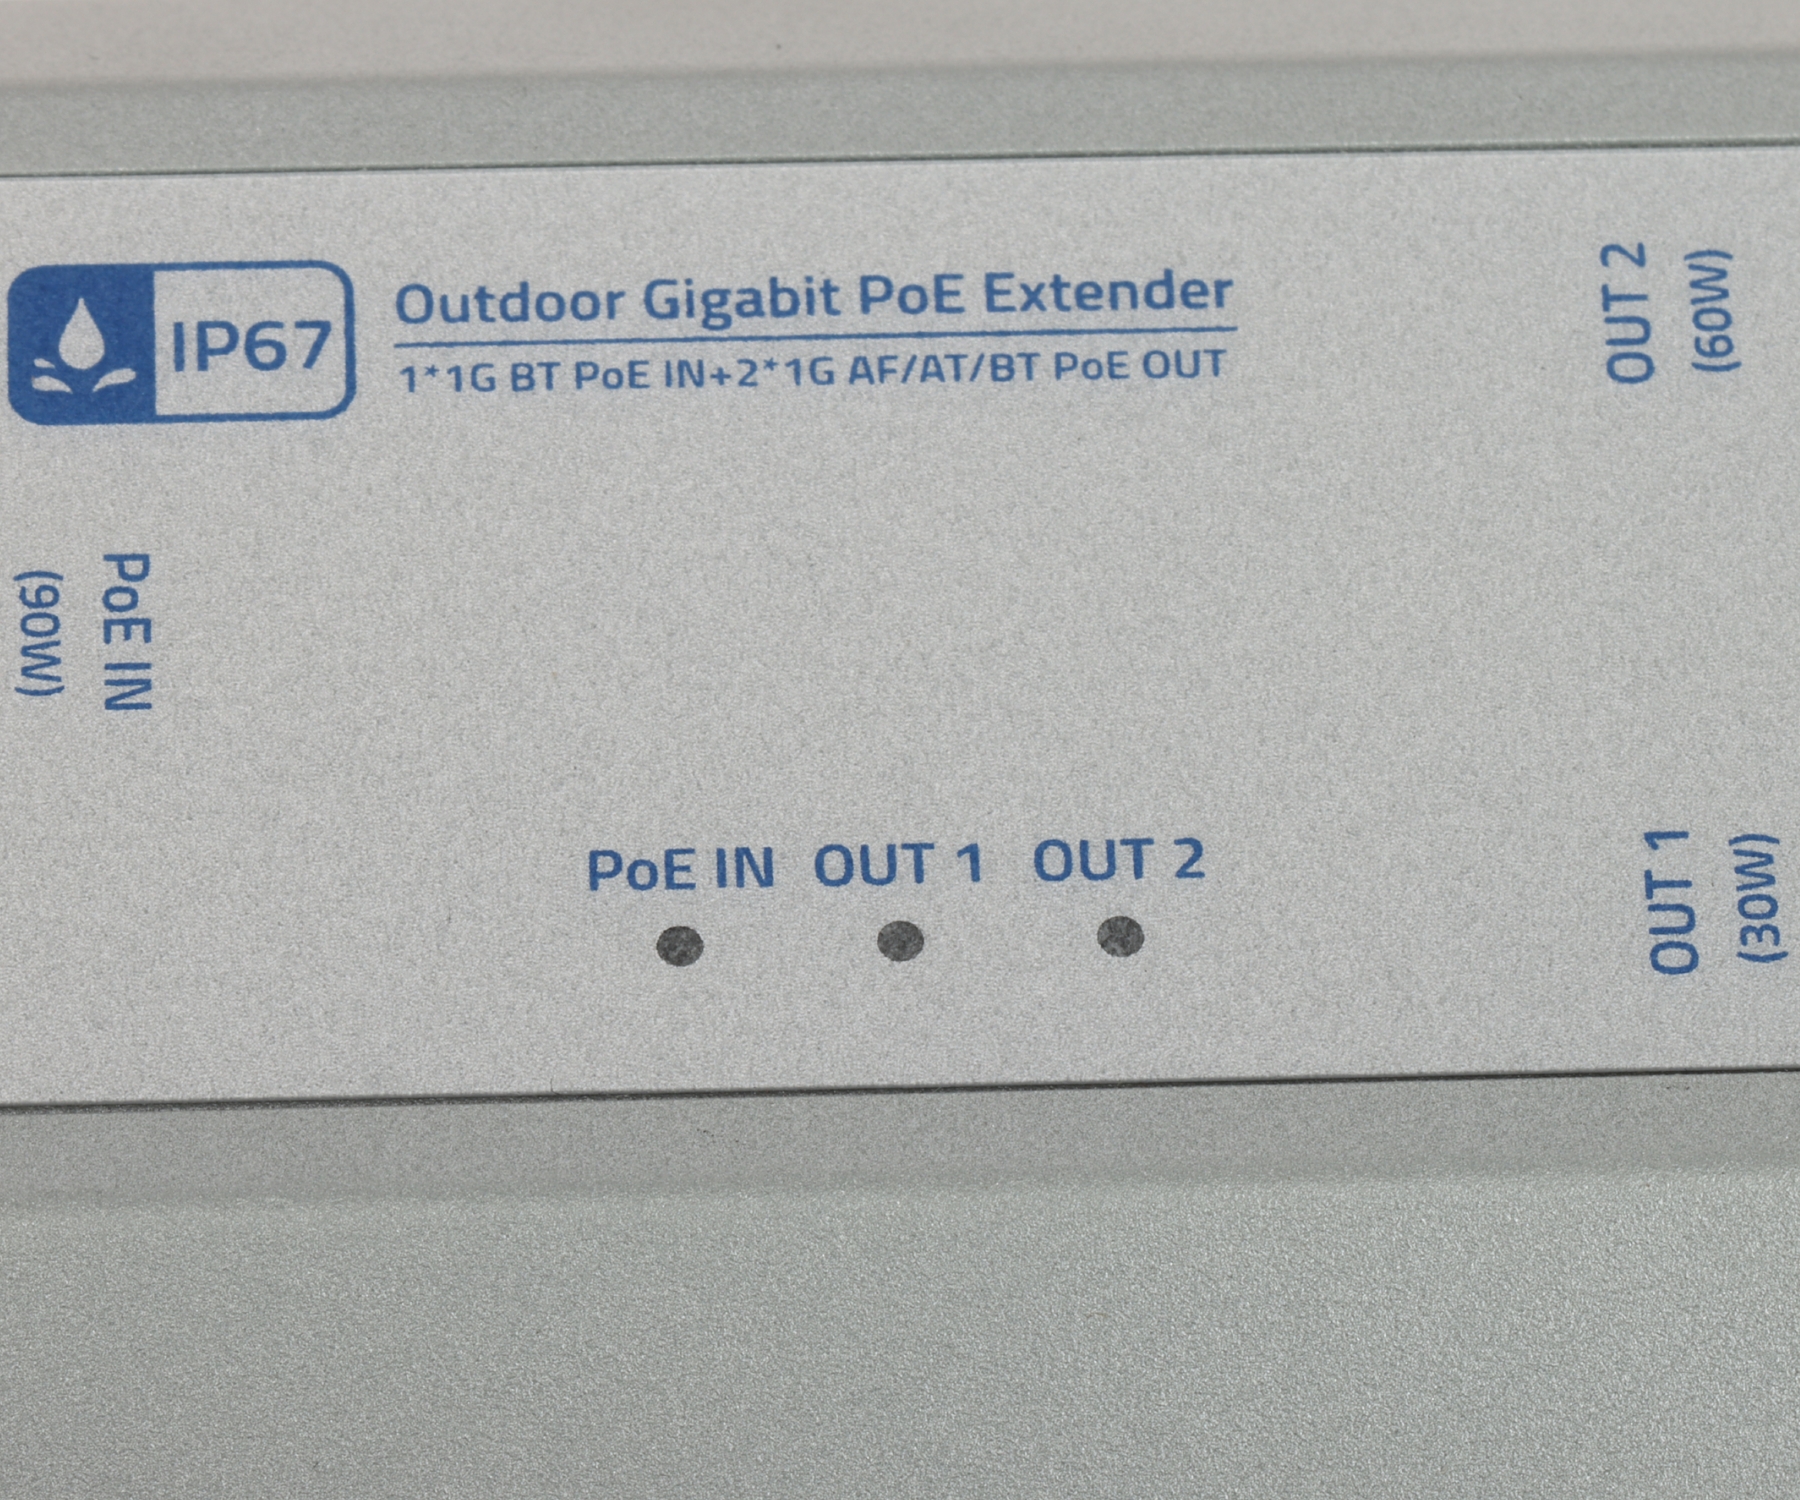 IP67
Outdoor Gigabit PoE Extender
1*1G BT PoE IN+2*1G AF/AT/BT PoE OUT
OUT 2
(60W)
PoE IN
(90W)
PoE IN OUT 1 OUT 2
OUT 1
(30W)